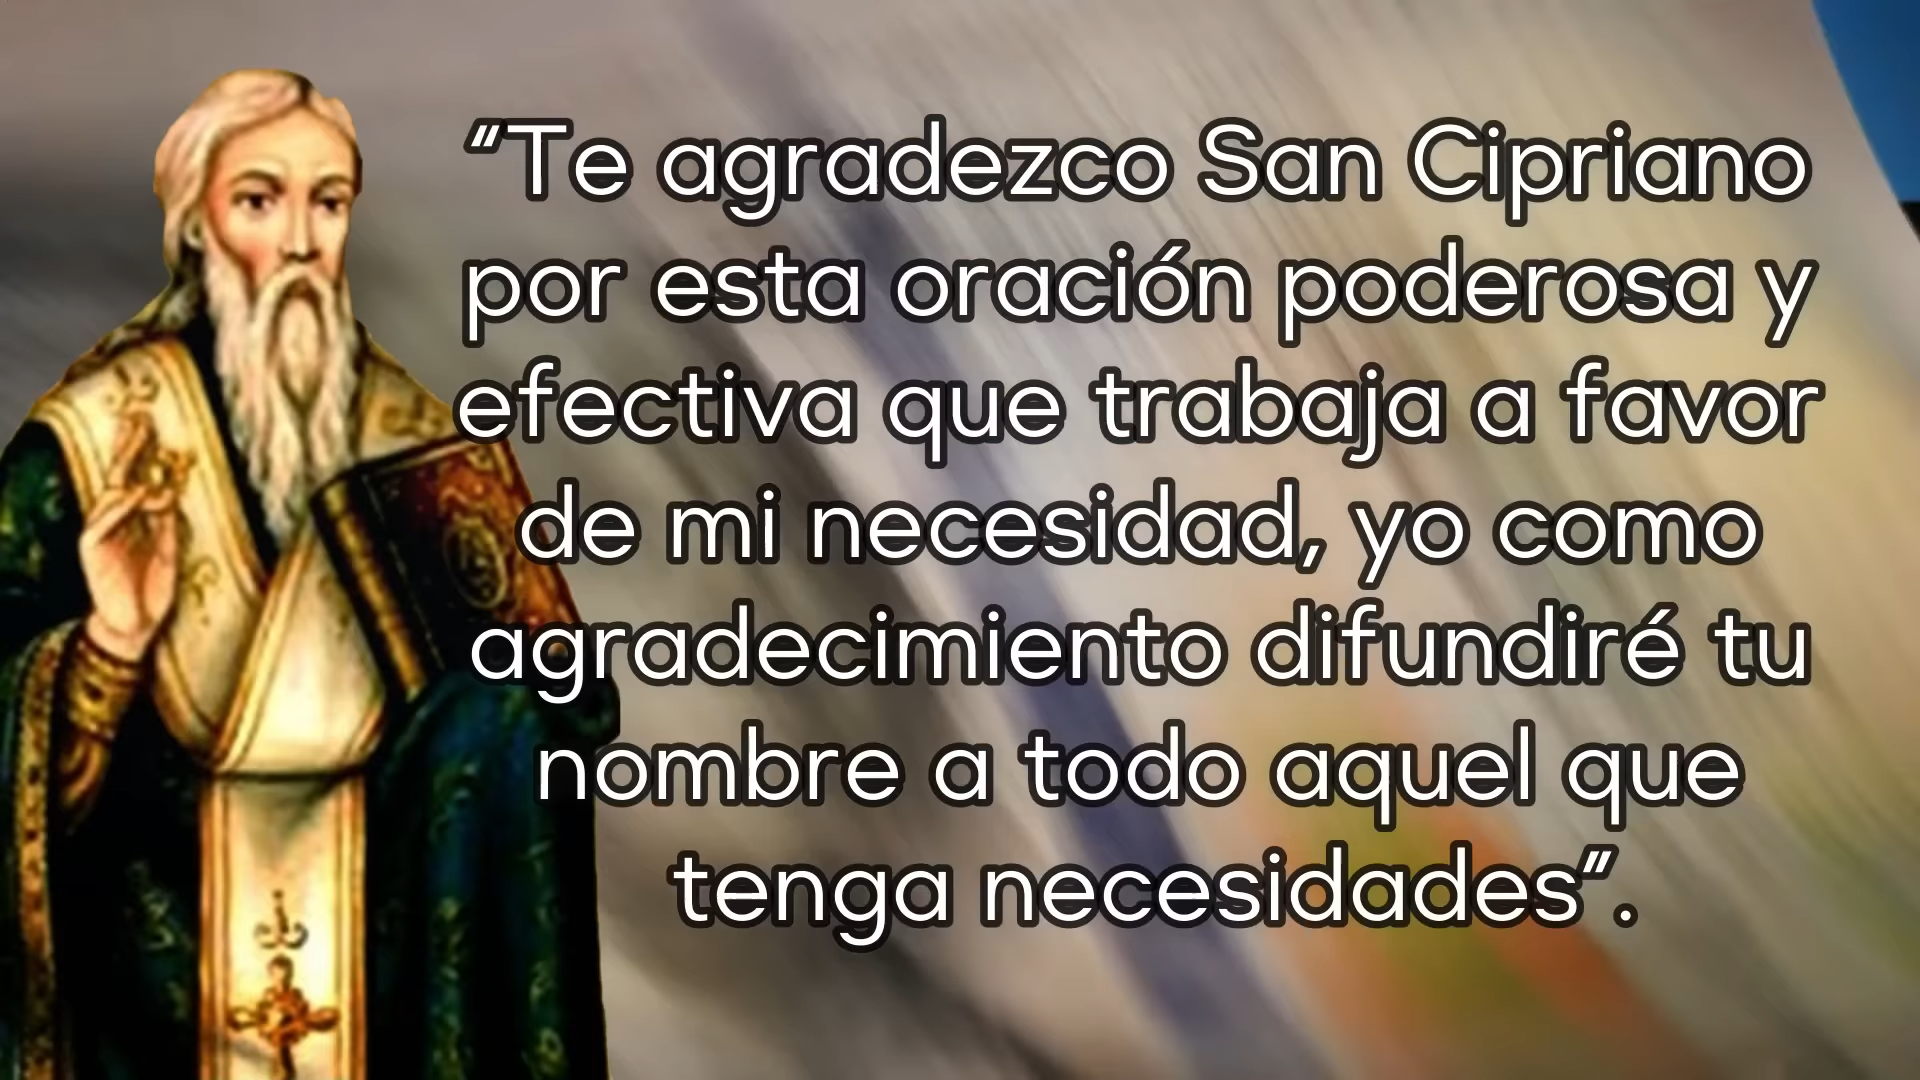 “Te agradezco San Cipriano
por esta oración poderosa y
efectiva que trabaja a favor
de mi necesidad, yo como
agradecimiento difundiré tu
nombre a todo aquel que
tenga necesidades”.